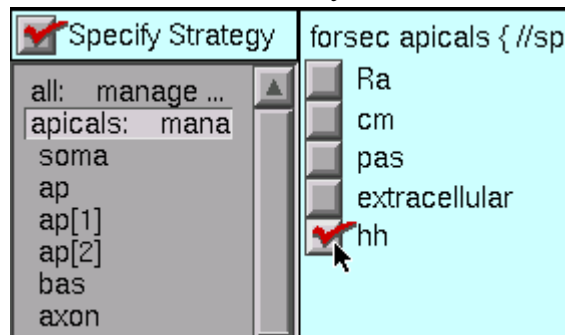 Specify Strategy
all: manage ...
apicals: mana
soma
ap
ap[1]
ap[2]
bas
axon
forsec apicals { //sp
Ra
cm
pas
extracellular
hh